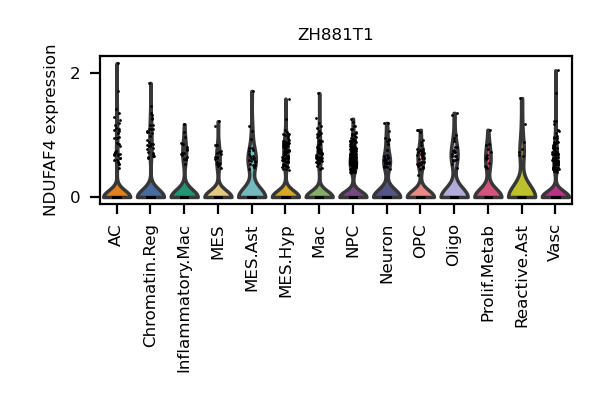 ZH881T1
NDUFAF4 expression
2
0
AC
Chromatin.Reg
Inflammatory.Mac
MES
MES.Ast
MES.Hyp
Mac
NPC
Neuron
OPC
Oligo
Prolif.Metab
Reactive.Ast
Vasc